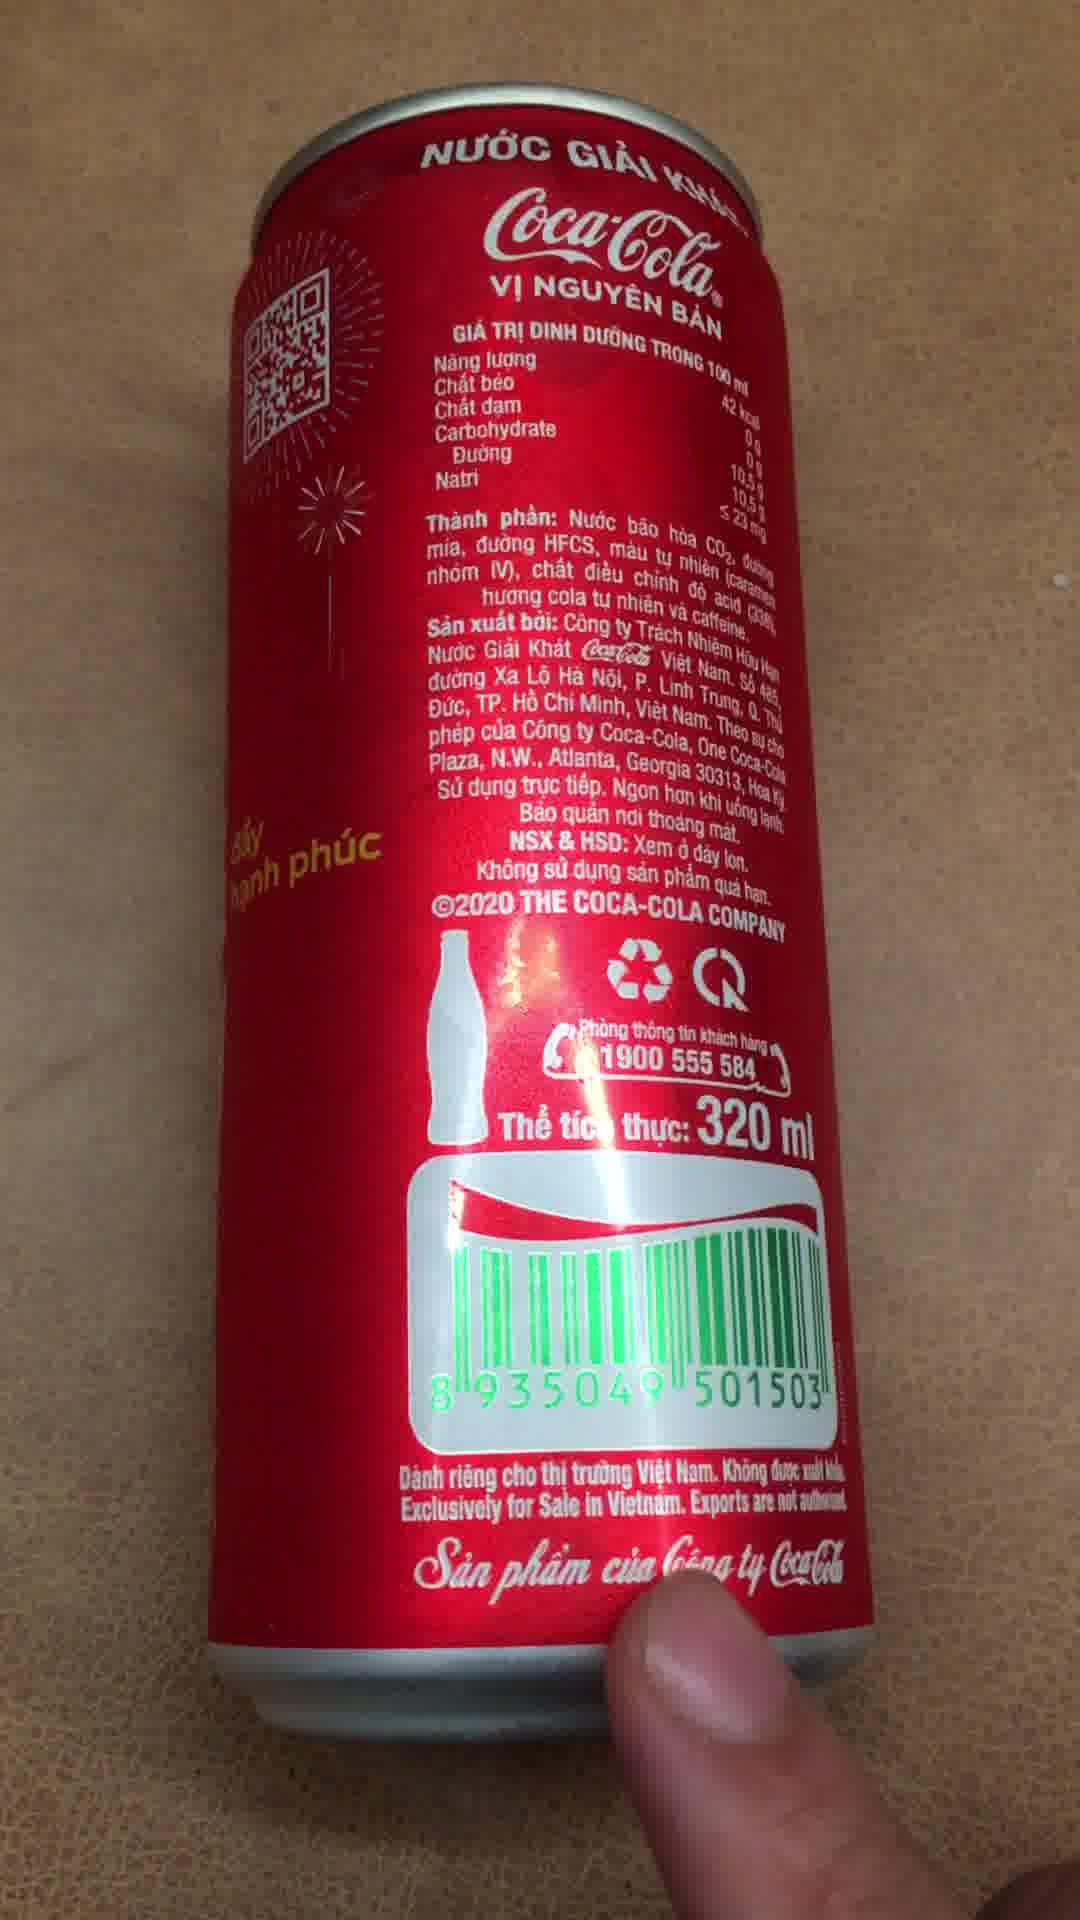 NƯỚC GIẢI KHÁT
Coca-Cola
VỊ NGUYÊN BẢN
GIÁ TRỊ DINH DƯỠNG TRONG 100 ml
Năng lượng 42 kcal
Chất béo 0 g
Chất đạm 0 g
Carbohydrate 10,5 g
Đường 10,5 g
Natri ≤ 23 mg
Thành phần: Nước bão hòa CO₂, đường
mía, đường HFCS, màu tự nhiên (caramen
nhóm IV), chất điều chỉnh độ acid (338),
hương cola tự nhiên và caffeine.
Sản xuất bởi: Công ty Trách Nhiệm Hữu Hạn
Nước Giải Khát Coca-Cola Việt Nam. Số 485,
đường Xa Lộ Hà Nội, P. Linh Trung, Q. Thủ
Đức, TP. Hồ Chí Minh, Việt Nam. Theo sự cho
phép của Công ty Coca-Cola, One Coca-Cola
Plaza, N.W., Atlanta, Georgia 30313, Hoa Kỳ.
Sử dụng trực tiếp. Ngon hơn khi uống lạnh.
Bảo quản nơi thoáng mát.
NSX & HSD: Xem ở đáy lon.
Không sử dụng sản phẩm quá hạn.
©2020 THE COCA-COLA COMPANY
hạnh phúc
Phòng thông tin khách hàng
1900 555 584
Thể tích thực: 320 ml
8 935049 501503
Dành riêng cho thị trường Việt Nam. Không được xuất khẩu.
Exclusively for Sale in Vietnam. Exports are not authorized.
Sản phẩm của Công ty Coca-Cola